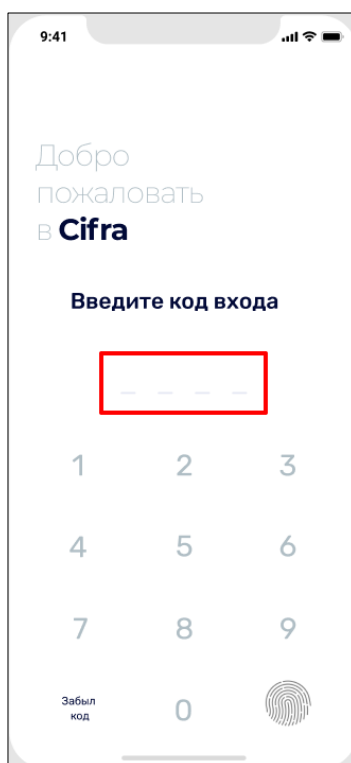 9:41
Добро
пожаловать
в Cifra
Введите код входа
1 2 3
4 5 6
7 8 9
Забыл
код
0